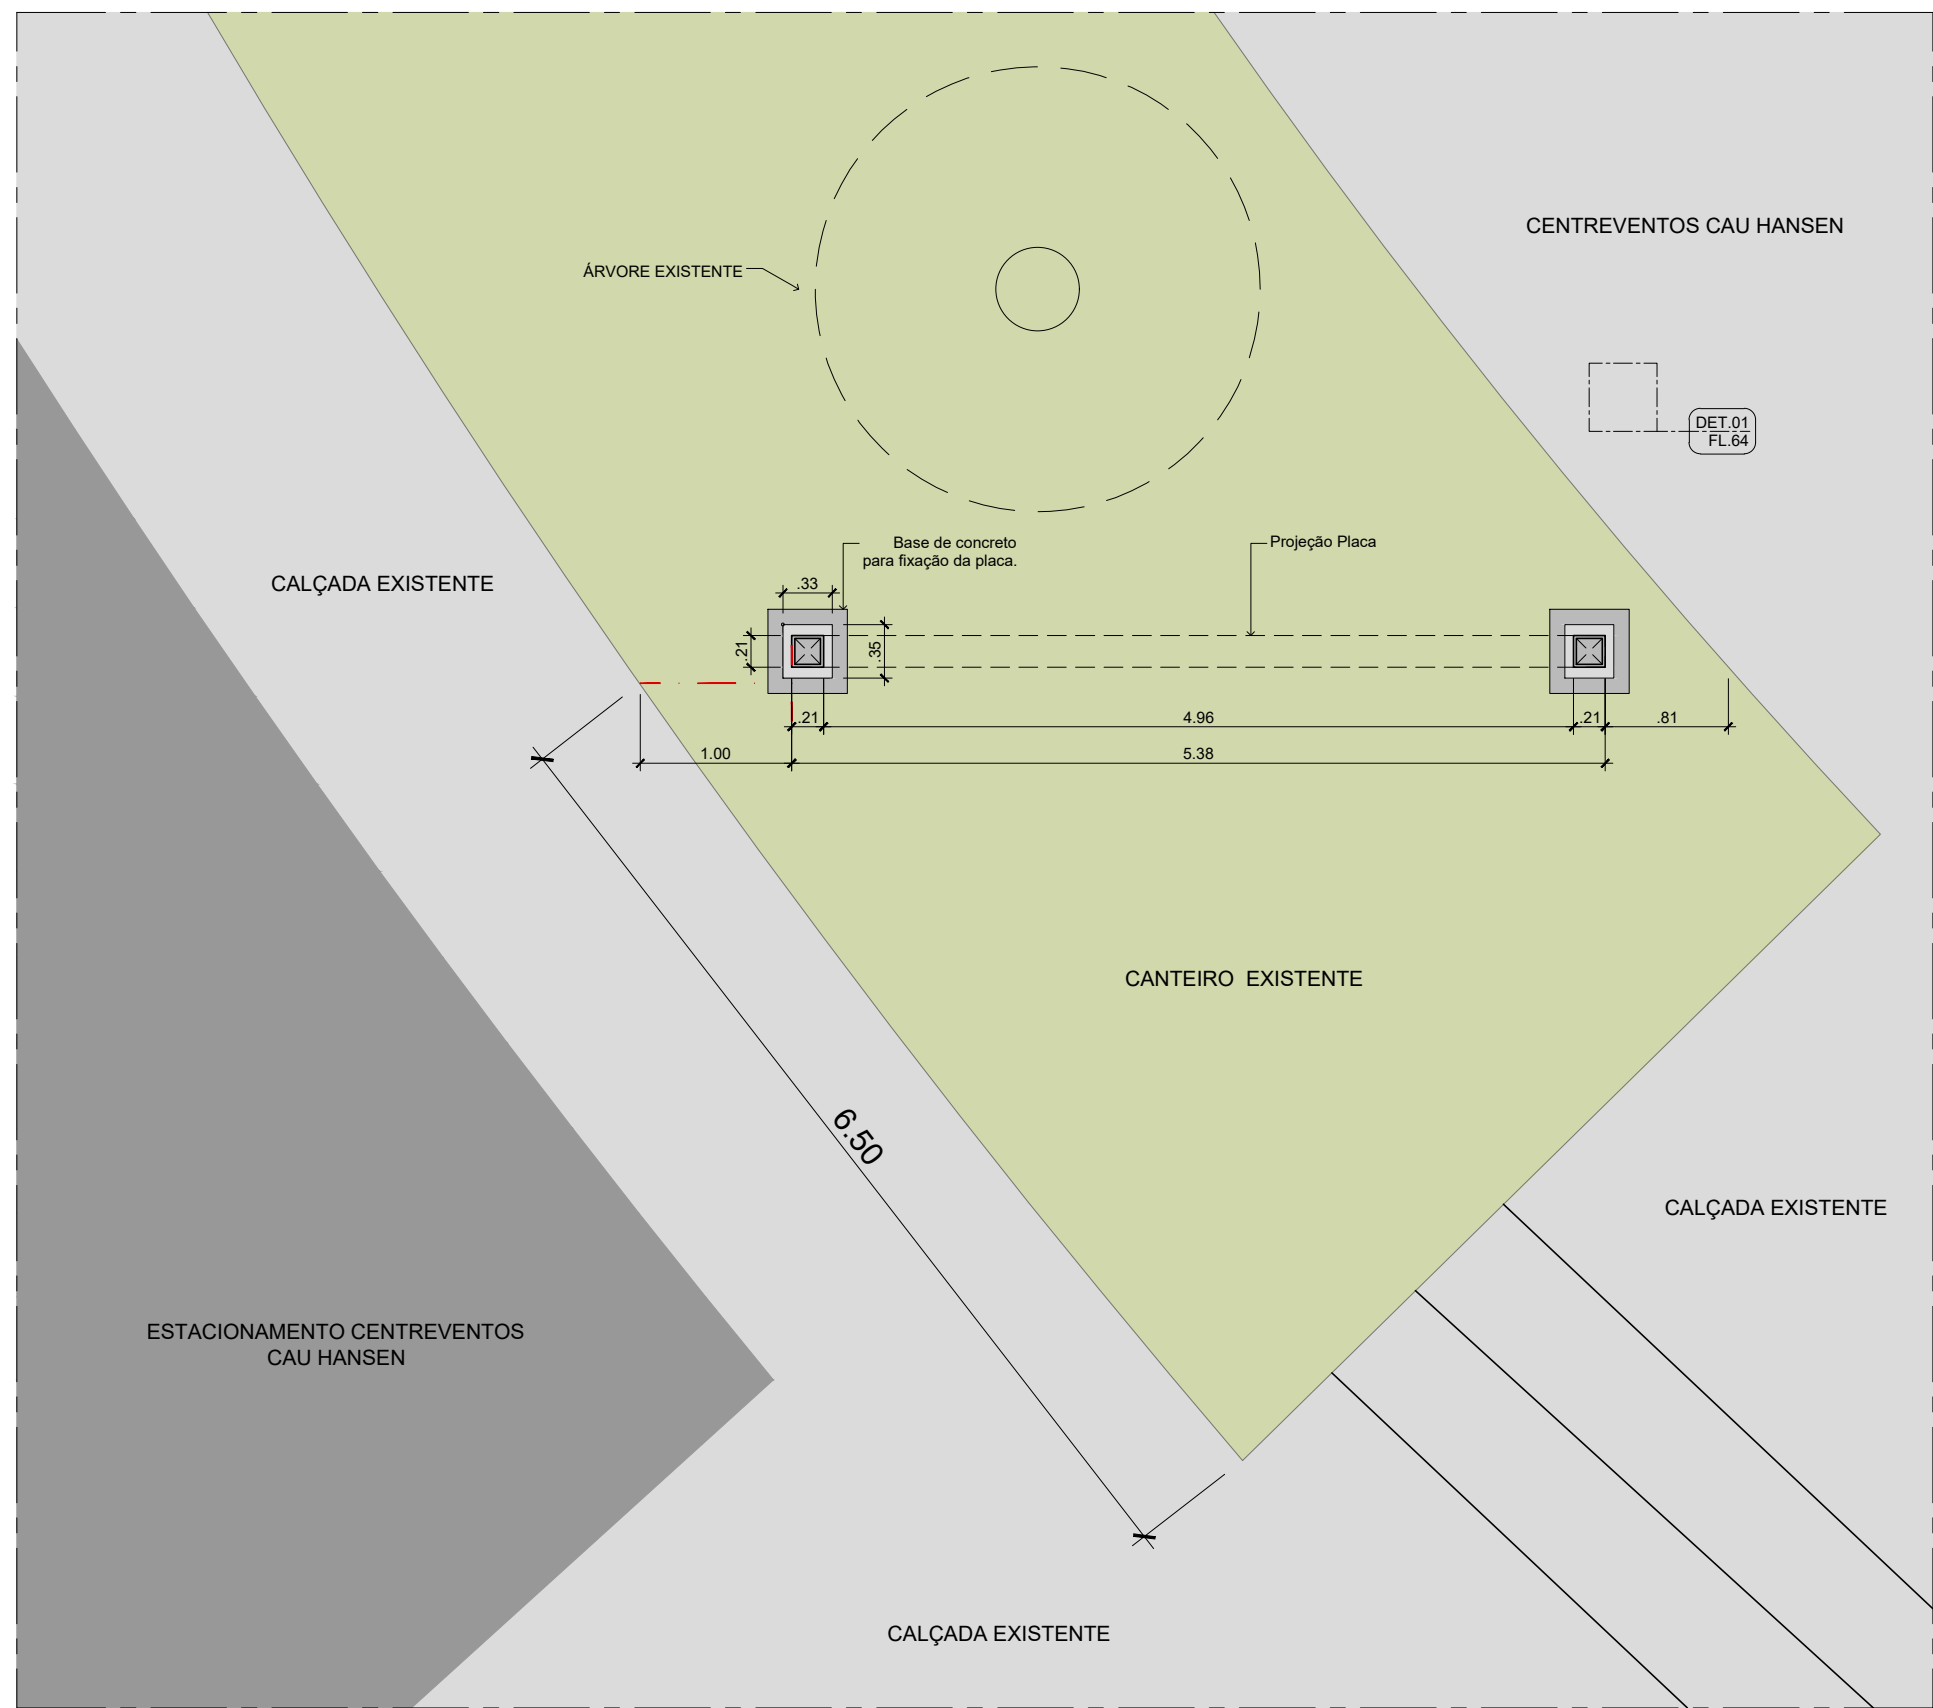 CENTREVENTOS CAU HANSEN
ÁRVORE EXISTENTE
DET.01
FL.64
Base de concreto
para fixação da placa.
Projeção Placa
CALÇADA EXISTENTE
.33
.21
.35
.21
4.96
.21
.81
1.00
5.38
CANTEIRO  EXISTENTE
6.50
CALÇADA EXISTENTE
ESTACIONAMENTO CENTREVENTOS
CAU HANSEN
CALÇADA EXISTENTE